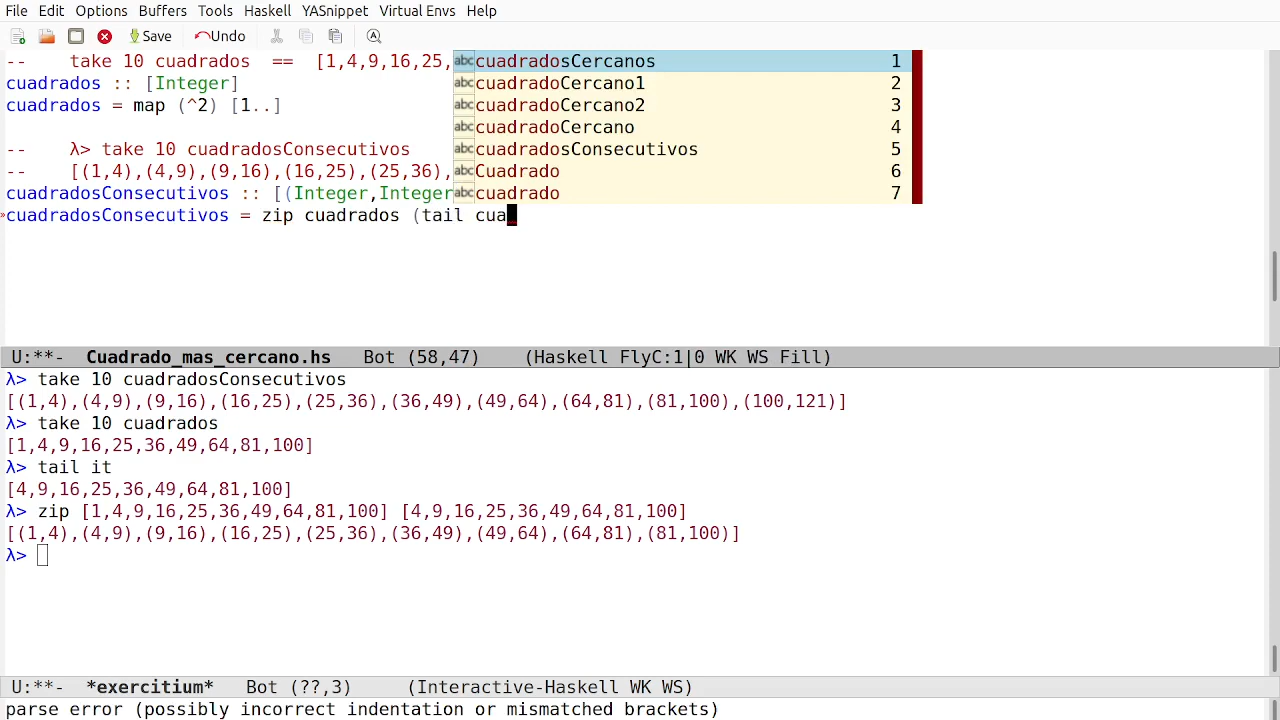 File Edit Options Buffers Tools Haskell YASnippet Virtual Envs Help
Save Undo
--    take 10 cuadrados  ==  [1,4,9,16,25,
cuadrados :: [Integer]
cuadrados = map (^2) [1..]
--    λ> take 10 cuadradosConsecutivos
--    [(1,4),(4,9),(9,16),(16,25),(25,36),
cuadradosConsecutivos :: [(Integer,Integer
cuadradosConsecutivos = zip cuadrados (tail cua
abc cuadradosCercanos 1
abc cuadradoCercano1 2
abc cuadradoCercano2 3
abc cuadradoCercano 4
abc cuadradosConsecutivos 5
abc Cuadrado 6
abc cuadrado 7
U:**-  Cuadrado_mas_cercano.hs   Bot (58,47)    (Haskell FlyC:1|0 WK WS Fill)
λ> take 10 cuadradosConsecutivos
[(1,4),(4,9),(9,16),(16,25),(25,36),(36,49),(49,64),(64,81),(81,100),(100,121)]
λ> take 10 cuadrados
[1,4,9,16,25,36,49,64,81,100]
λ> tail it
[4,9,16,25,36,49,64,81,100]
λ> zip [1,4,9,16,25,36,49,64,81,100] [4,9,16,25,36,49,64,81,100]
[(1,4),(4,9),(9,16),(16,25),(25,36),(36,49),(49,64),(64,81),(81,100)]
λ>
U:**-  *exercitium*   Bot (??,3)     (Interactive-Haskell WK WS)
parse error (possibly incorrect indentation or mismatched brackets)